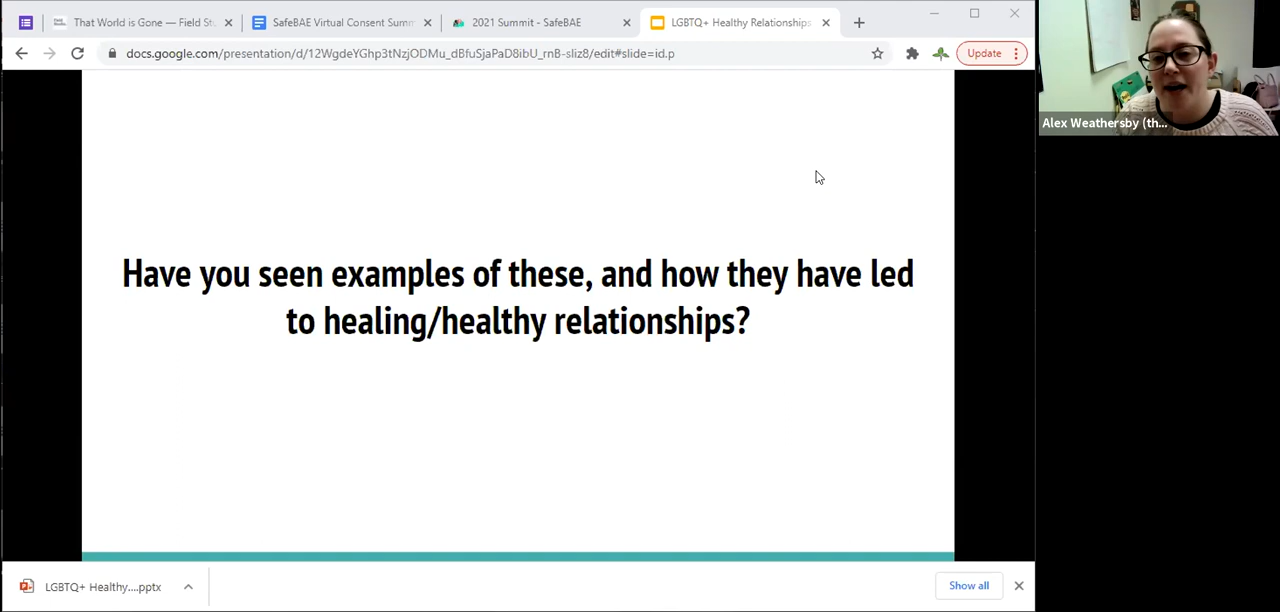 That World is Gone — Field Stu
SafeBAE Virtual Consent Summ
2021 Summit - SafeBAE
LGBTQ+ Healthy Relationships
docs.google.com/presentation/d/12WgdeYGhp3tNzjODMu_dBfuSjaPaD8ibU_rnB-sliz8/edit#slide=id.p
Update
Alex Weathersby (th...
Have you seen examples of these, and how they have led
to healing/healthy relationships?
LGBTQ+ Healthy....pptx
Show all